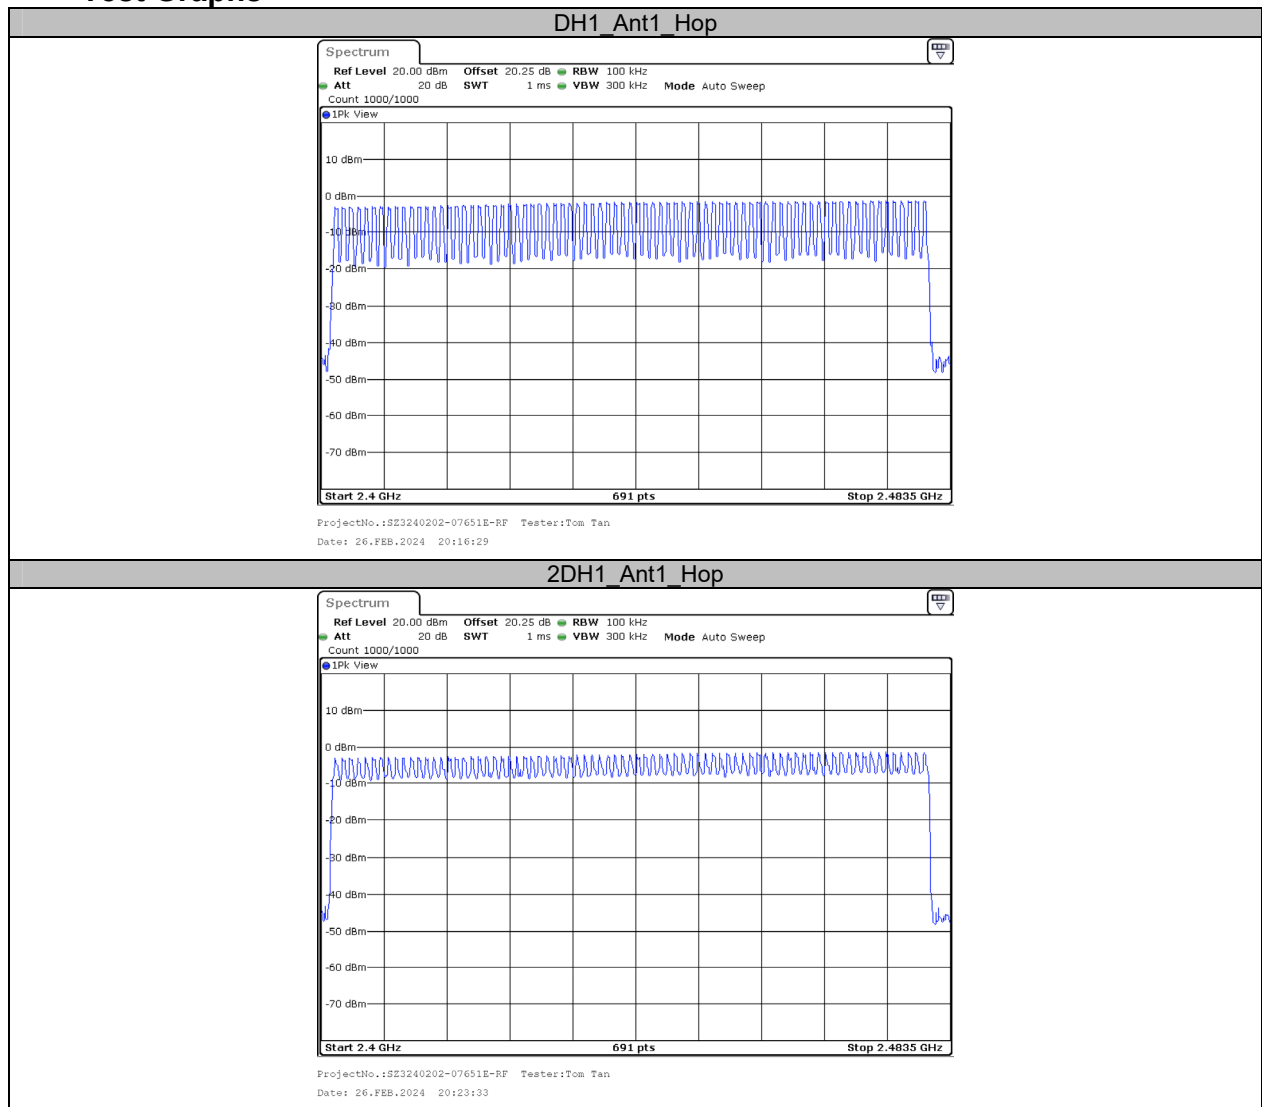 Test Graphs
DH1_Ant1_Hop
Spectrum
Ref Level 20.00 dBm Offset 20.25 dB RBW 100 kHz
Att 20 dB SWT 1 ms VBW 300 kHz Mode Auto Sweep
Count 1000/1000
1Pk View
10 dBm
0 dBm
-10 dBm
-20 dBm
-30 dBm
-40 dBm
-50 dBm
-60 dBm
-70 dBm
Start 2.4 GHz 691 pts Stop 2.4835 GHz
ProjectNo.:SZ3240202-07651E-RF Tester:Tom Tan
Date: 26.FEB.2024 20:16:29
2DH1_Ant1_Hop
Spectrum
Ref Level 20.00 dBm Offset 20.25 dB RBW 100 kHz
Att 20 dB SWT 1 ms VBW 300 kHz Mode Auto Sweep
Count 1000/1000
1Pk View
10 dBm
0 dBm
-10 dBm
-20 dBm
-30 dBm
-40 dBm
-50 dBm
-60 dBm
-70 dBm
Start 2.4 GHz 691 pts Stop 2.4835 GHz
ProjectNo.:SZ3240202-07651E-RF Tester:Tom Tan
Date: 26.FEB.2024 20:23:33